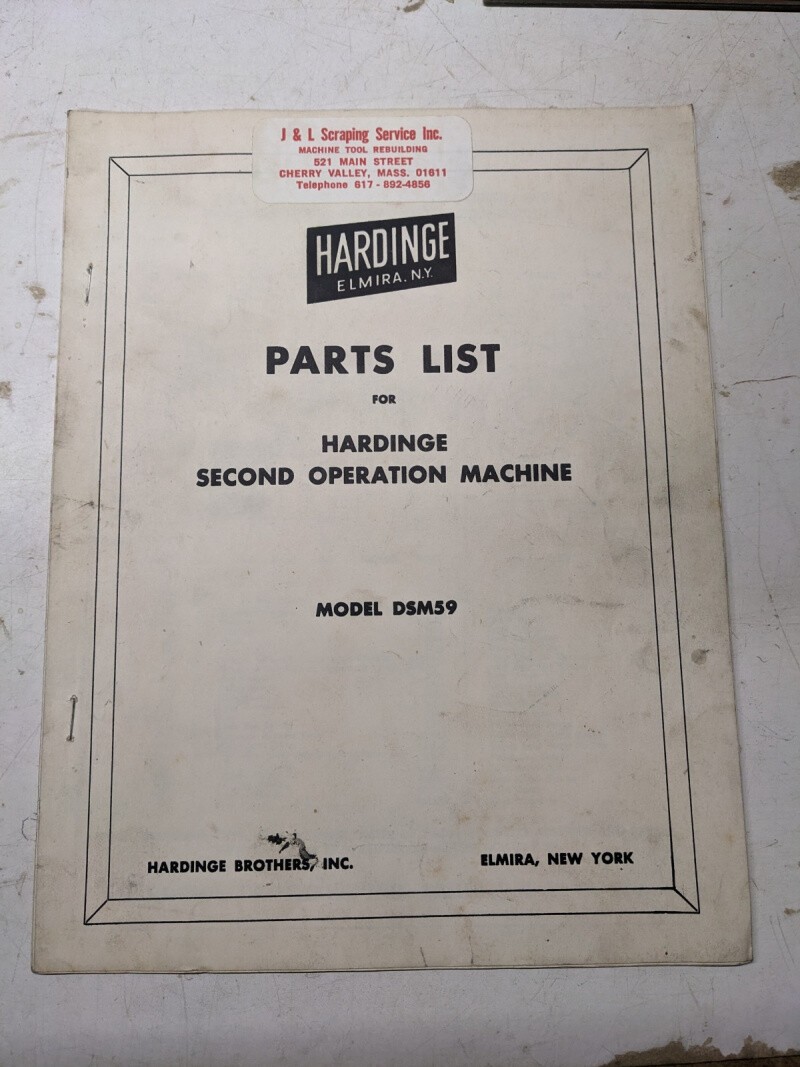 J & L Scraping Service Inc.
MACHINE TOOL REBUILDING
521 MAIN STREET
CHERRY VALLEY, MASS. 01611
Telephone 617 - 892-4856
HARDINGE
ELMIRA. N.Y.
PARTS LIST
FOR
HARDINGE
SECOND OPERATION MACHINE
MODEL DSM59
HARDINGE BROTHERS, INC.
ELMIRA, NEW YORK